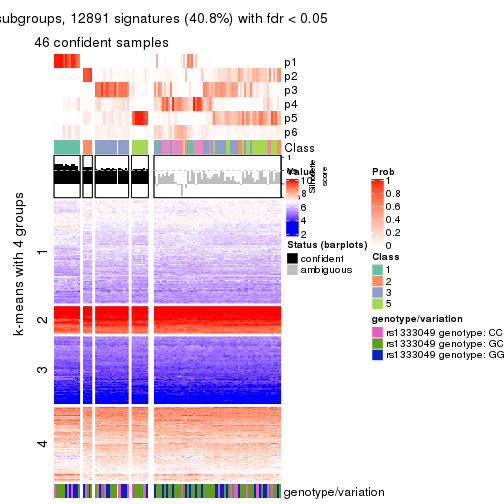 subgroups, 12891 signatures (40.8%) with fdr < 0.05
46 confident samples
p1
p2
p3
p4
p5
p6
Class
1
Silhouette
score
k-means with 4 groups
1
2
3
4
10
8
6
4
2
Status (barplots)
confident
ambiguous
Prob
1
0.8
0.6
0.4
0.2
0
Class
1
2
3
5
genotype/variation
rs1333049 genotype: CC
rs1333049 genotype: GC
rs1333049 genotype: GG
genotype/variation